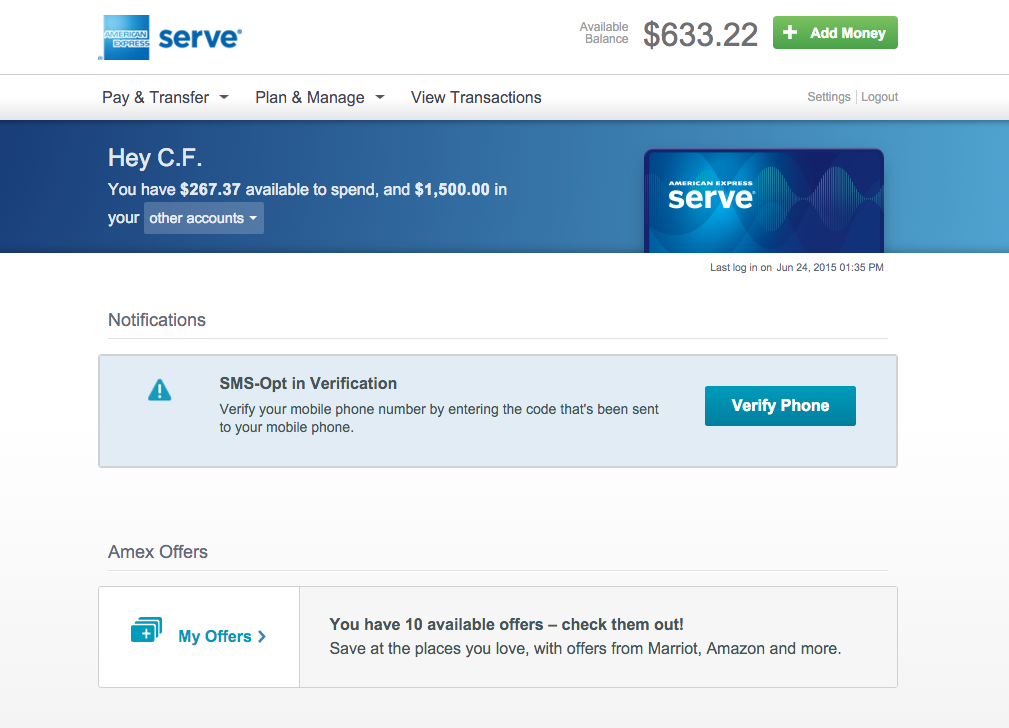 AMERICAN EXPRESS
serve
Available Balance
$633.22
+ Add Money
Pay & Transfer
Plan & Manage
View Transactions
Settings | Logout
Hey C.F.
You have $267.37 available to spend, and $1,500.00 in
your other accounts
AMERICAN EXPRESS
serve
Last log in on Jun 24, 2015 01:35 PM
Notifications
SMS-Opt in Verification
Verify your mobile phone number by entering the code that's been sent
to your mobile phone.
Verify Phone
Amex Offers
My Offers
You have 10 available offers – check them out!
Save at the places you love, with offers from Marriot, Amazon and more.